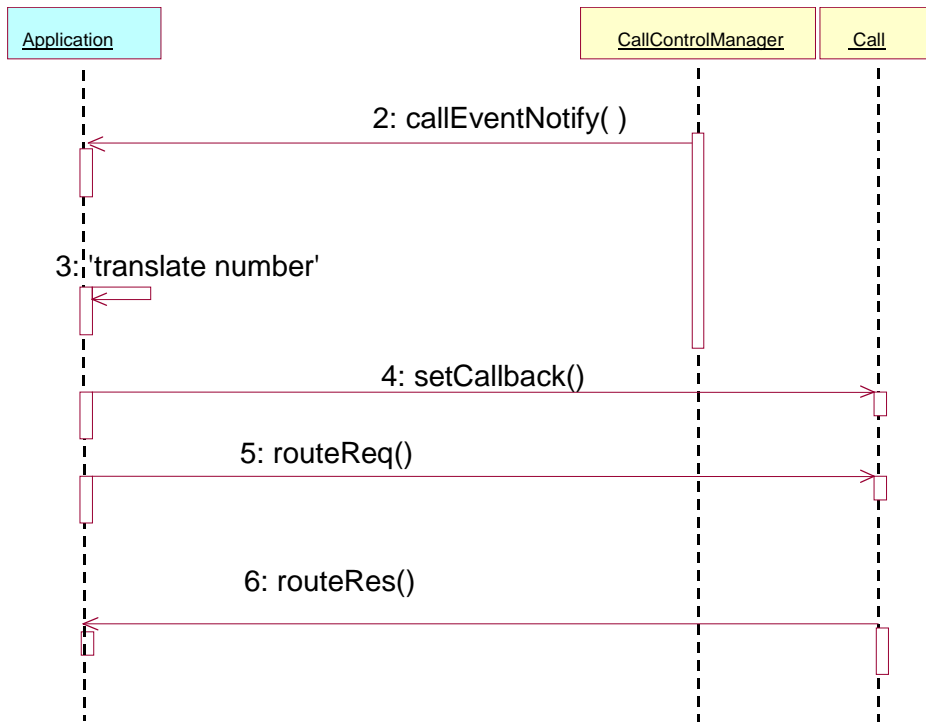 Application
CallControlManager
Call
2: callEventNotify( )
3: 'translate number'
4: setCallback()
5: routeReq()
6: routeRes()